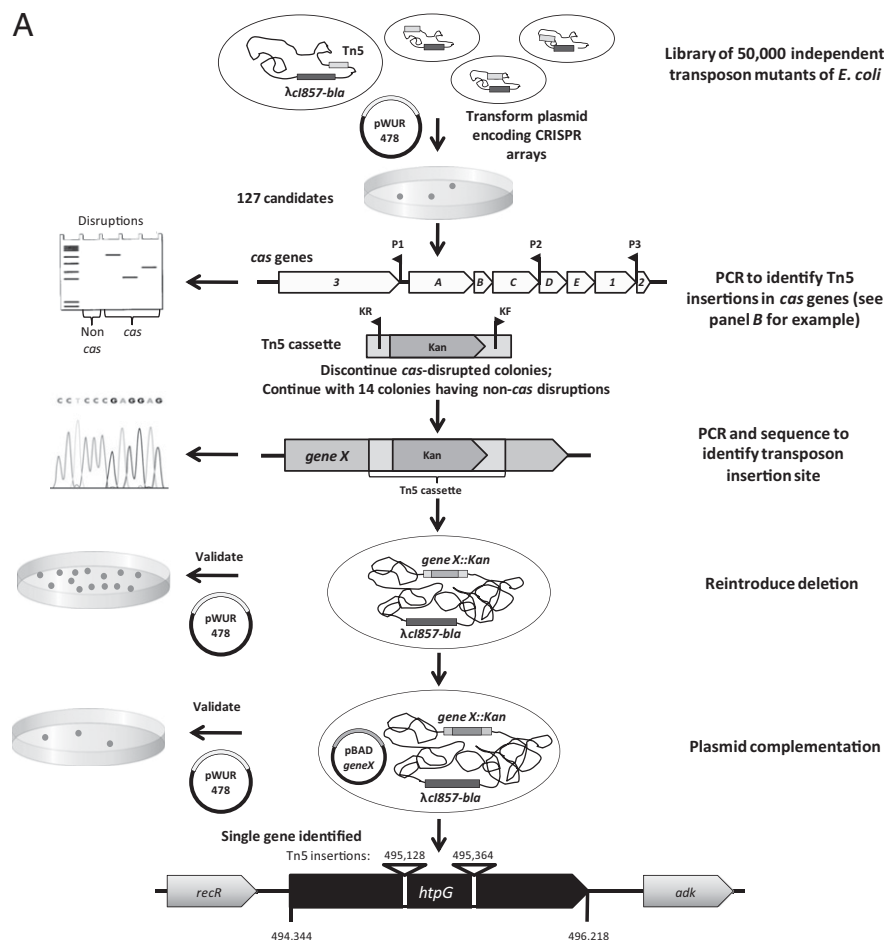 A
Tn5
λcI857-bla
Library of 50,000 independent
transposon mutants of E. coli
pWUR
478
Transform plasmid
encoding CRISPR
arrays
127 candidates
Disruptions
Non
cas
cas
cas genes
P1
P2
P3
3
A
B
C
D
E
1
2
PCR to identify Tn5
insertions in cas genes (see
panel B for example)
KR
KF
Tn5 cassette
Kan
Discontinue cas-disrupted colonies;
Continue with 14 colonies having non-cas disruptions
C C T C C C G A G G A G
gene X
Kan
Tn5 cassette
PCR and sequence to
identify transposon
insertion site
Validate
pWUR
478
gene X::Kan
λcI857-bla
Reintroduce deletion
Validate
pWUR
478
pBAD
geneX
gene X::Kan
λcI857-bla
Plasmid complementation
Single gene identified
Tn5 insertions:
495,128
495,364
recR
htpG
adk
494,344
496,218